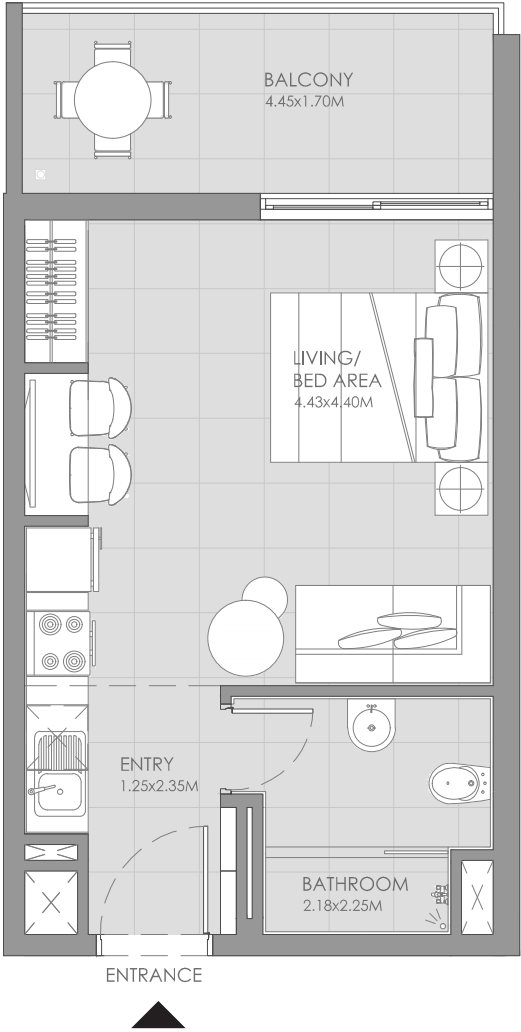 BALCONY
4.45x1.70M
LIVING/
BED AREA
4.43x4.40M
ENTRY
1.25x2.35M
BATHROOM
2.18x2.25M
ENTRANCE